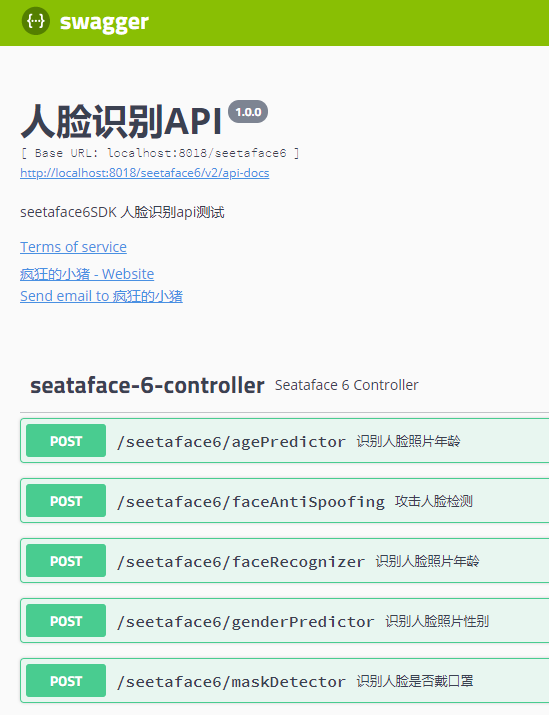 {···} swagger
人脸识别API 1.0.0
[ Base URL: localhost:8018/seetaface6 ]
http://localhost:8018/seetaface6/v2/api-docs
seetaface6SDK 人脸识别api测试
Terms of service
疯狂的小猪 - Website
Send email to 疯狂的小猪
seataface-6-controller Seataface 6 Controller
POST /seetaface6/agePredictor 识别人脸照片年龄
POST /seetaface6/faceAntiSpoofing 攻击人脸检测
POST /seetaface6/faceRecognizer 识别人脸照片年龄
POST /seetaface6/genderPredictor 识别人脸照片性别
POST /seetaface6/maskDetector 识别人脸是否戴口罩